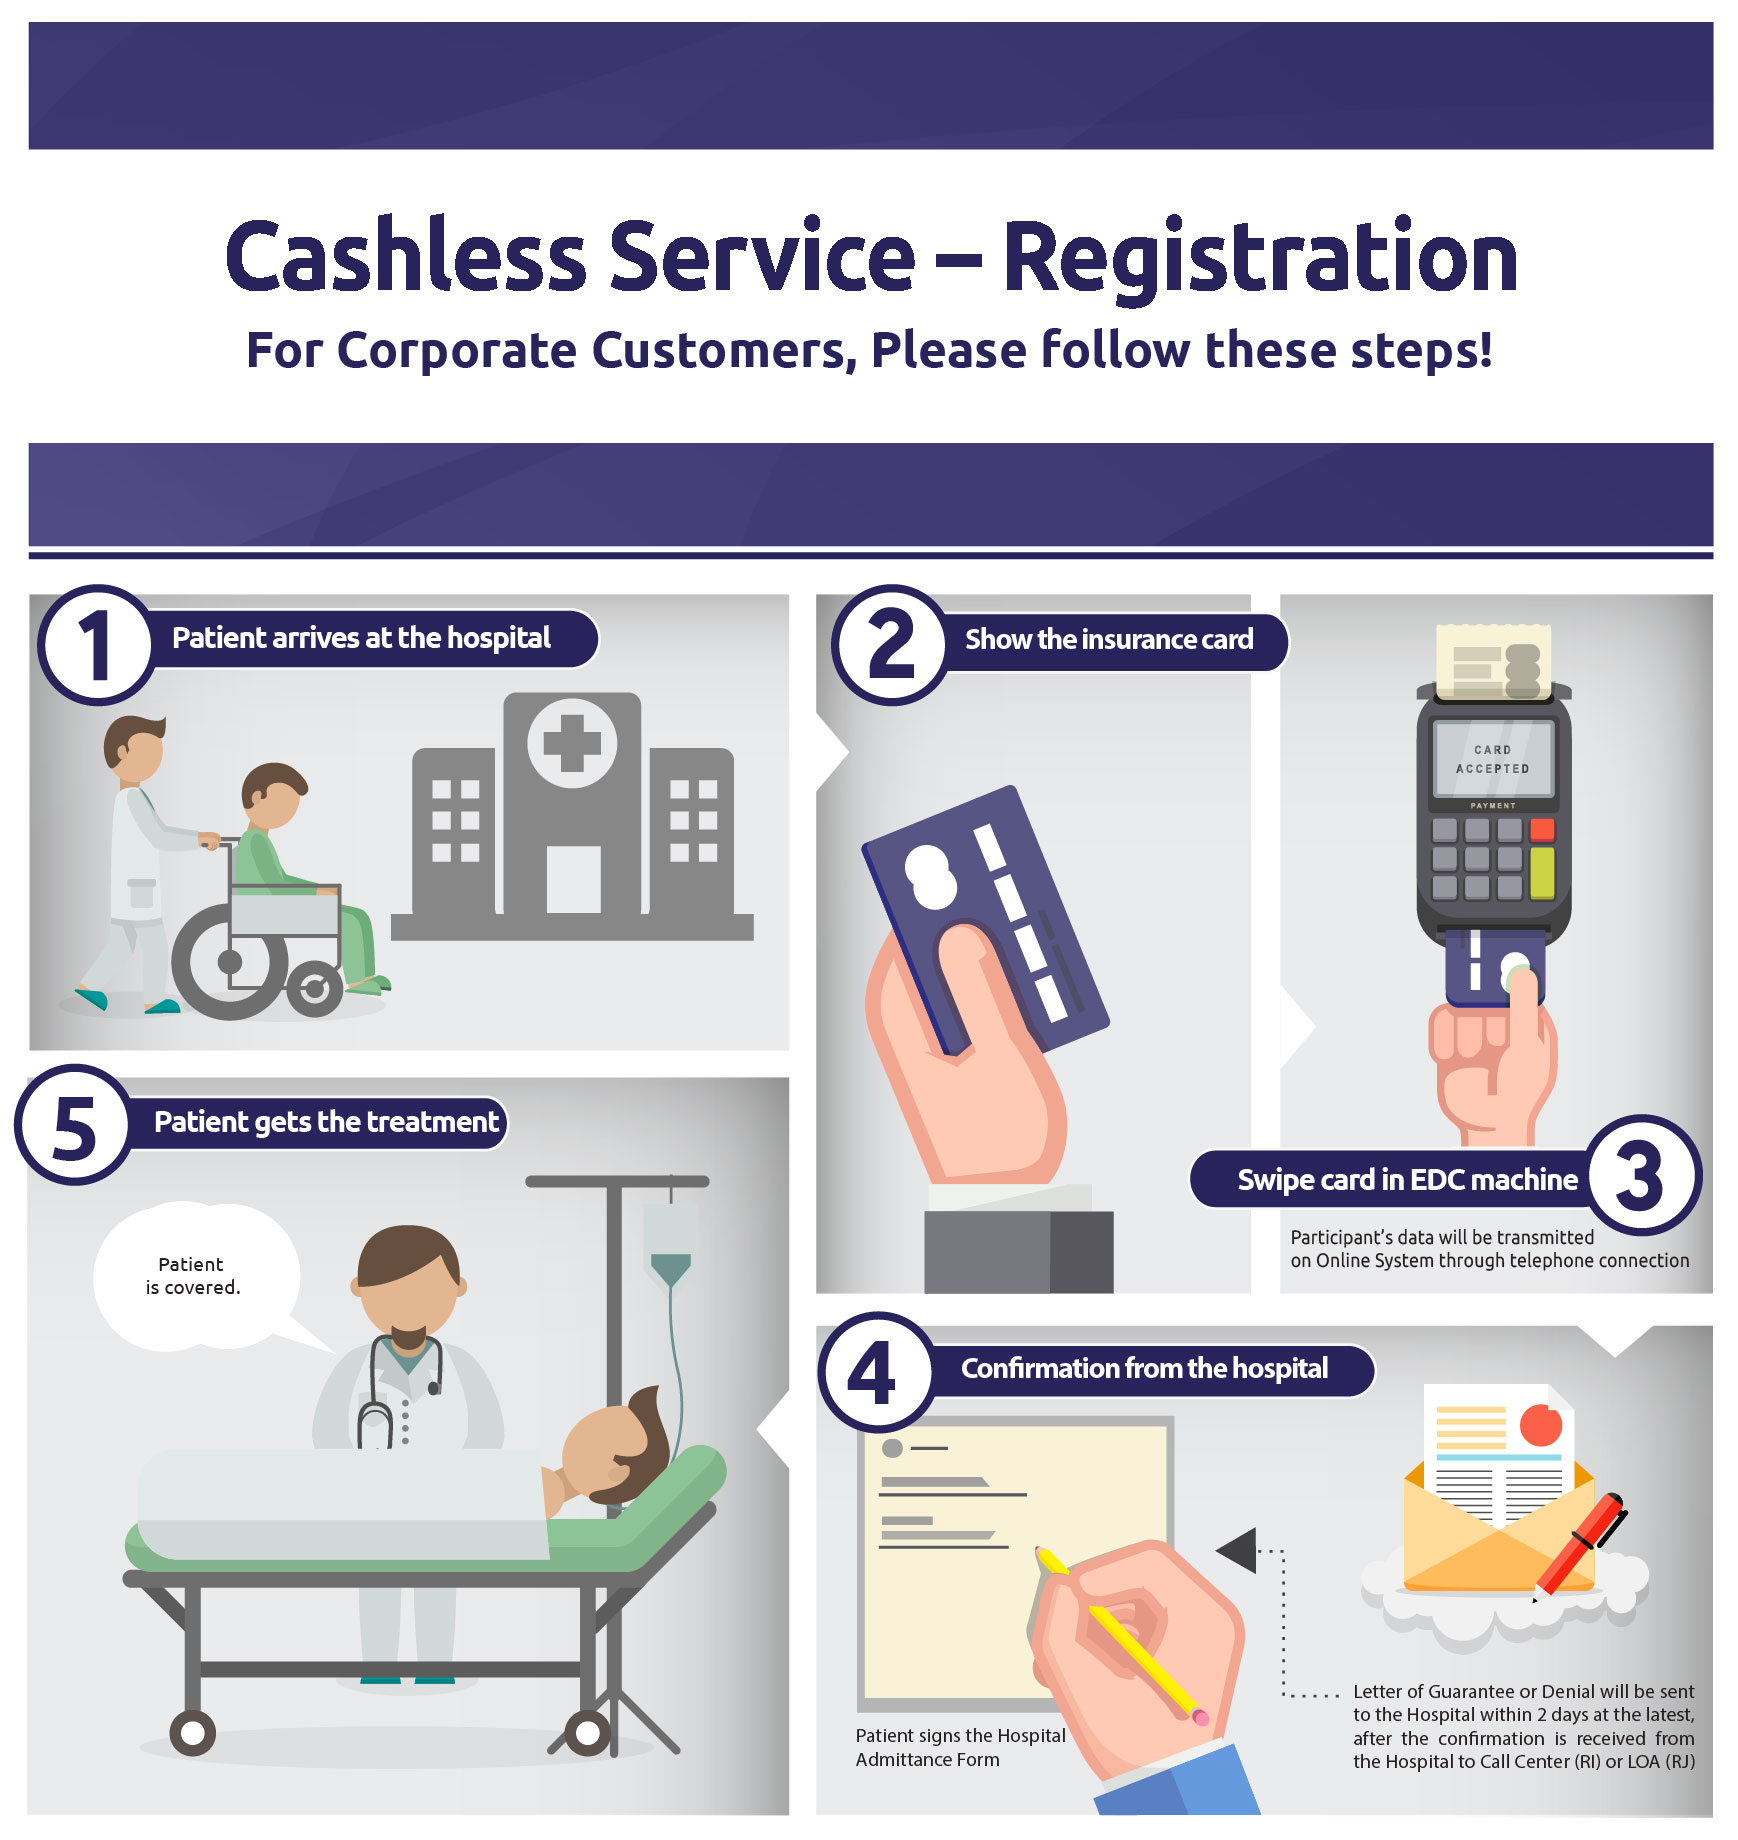 Cashless Service – Registration
For Corporate Customers, Please follow these steps!
1
Patient arrives at the hospital
2
Show the insurance card
CARD
ACCEPTED
PAYMENT
Swipe card in EDC machine
3
Participant's data will be transmitted
on Online System through telephone connection
4
Confirmation from the hospital
Patient signs the Hospital
Admittance Form
Letter of Guarantee or Denial will be sent
to the Hospital within 2 days at the latest,
after the confirmation is received from
the Hospital to Call Center (RI) or LOA (RJ)
5
Patient gets the treatment
Patient
is covered.